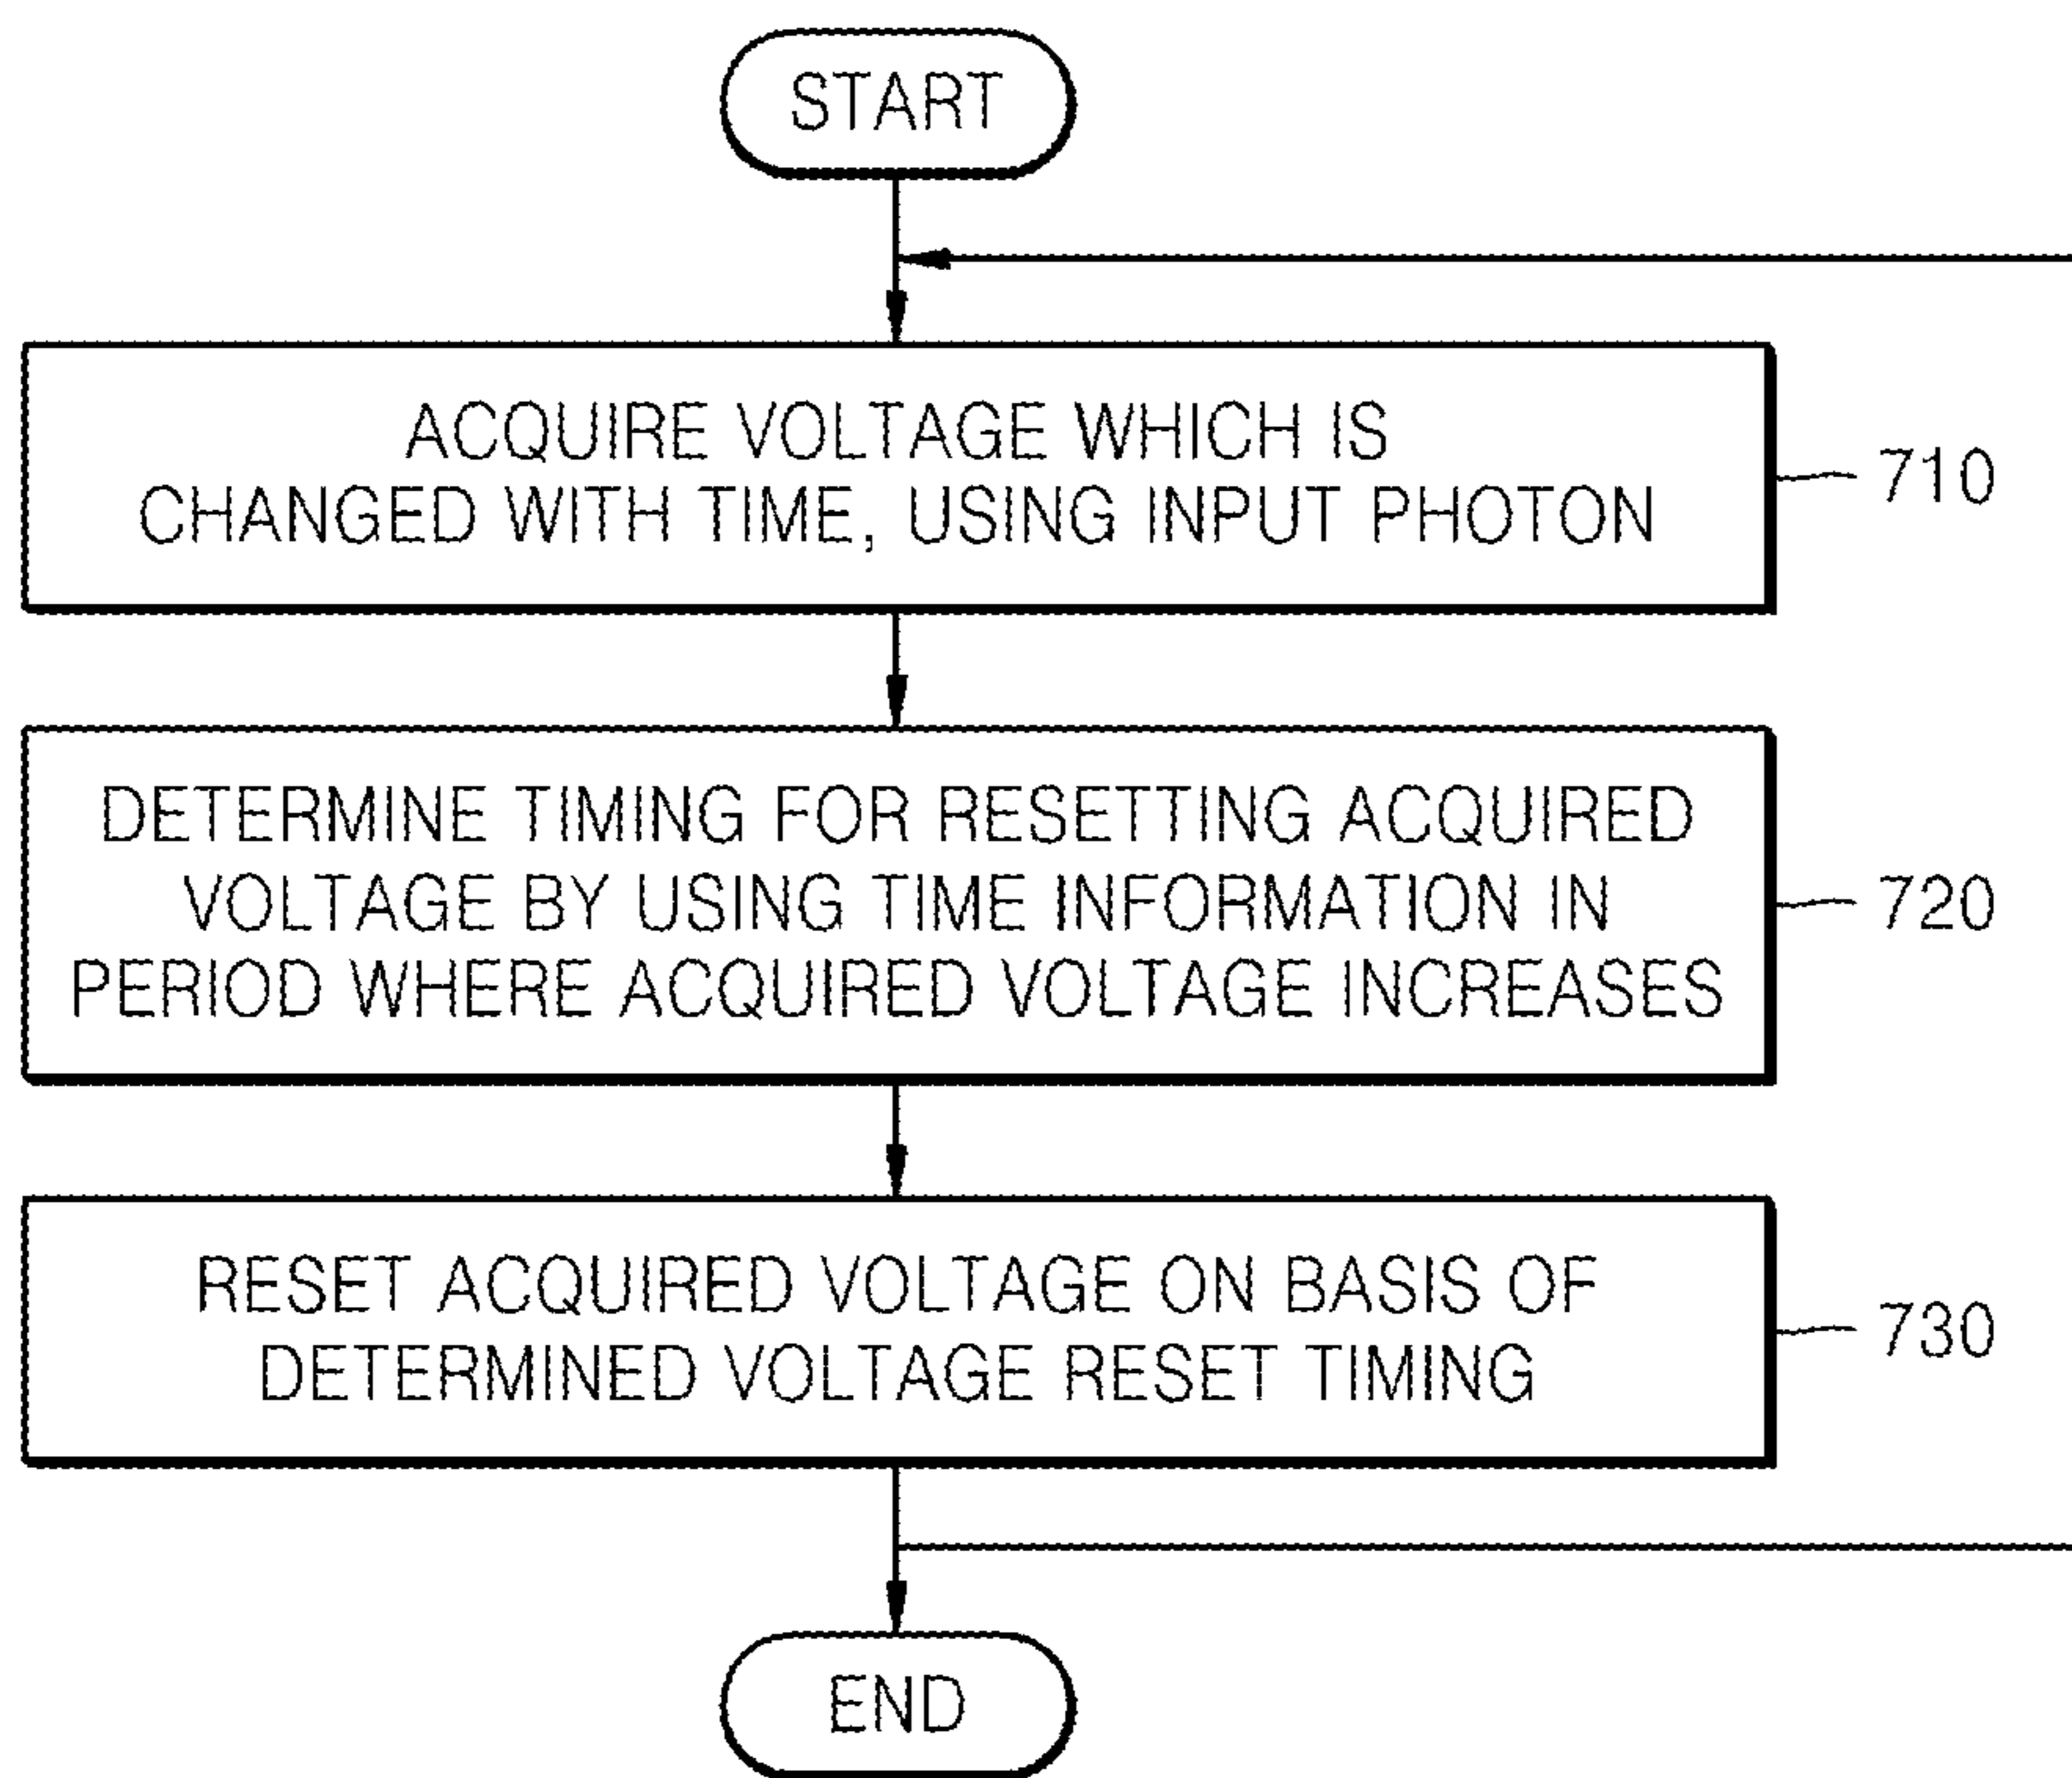 START
ACQUIRE VOLTAGE WHICH IS
CHANGED WITH TIME, USING INPUT PHOTON
710
DETERMINE TIMING FOR RESETTING ACQUIRED
VOLTAGE BY USING TIME INFORMATION IN
PERIOD WHERE ACQUIRED VOLTAGE INCREASES
720
RESET ACQUIRED VOLTAGE ON BASIS OF
DETERMINED VOLTAGE RESET TIMING
730
END